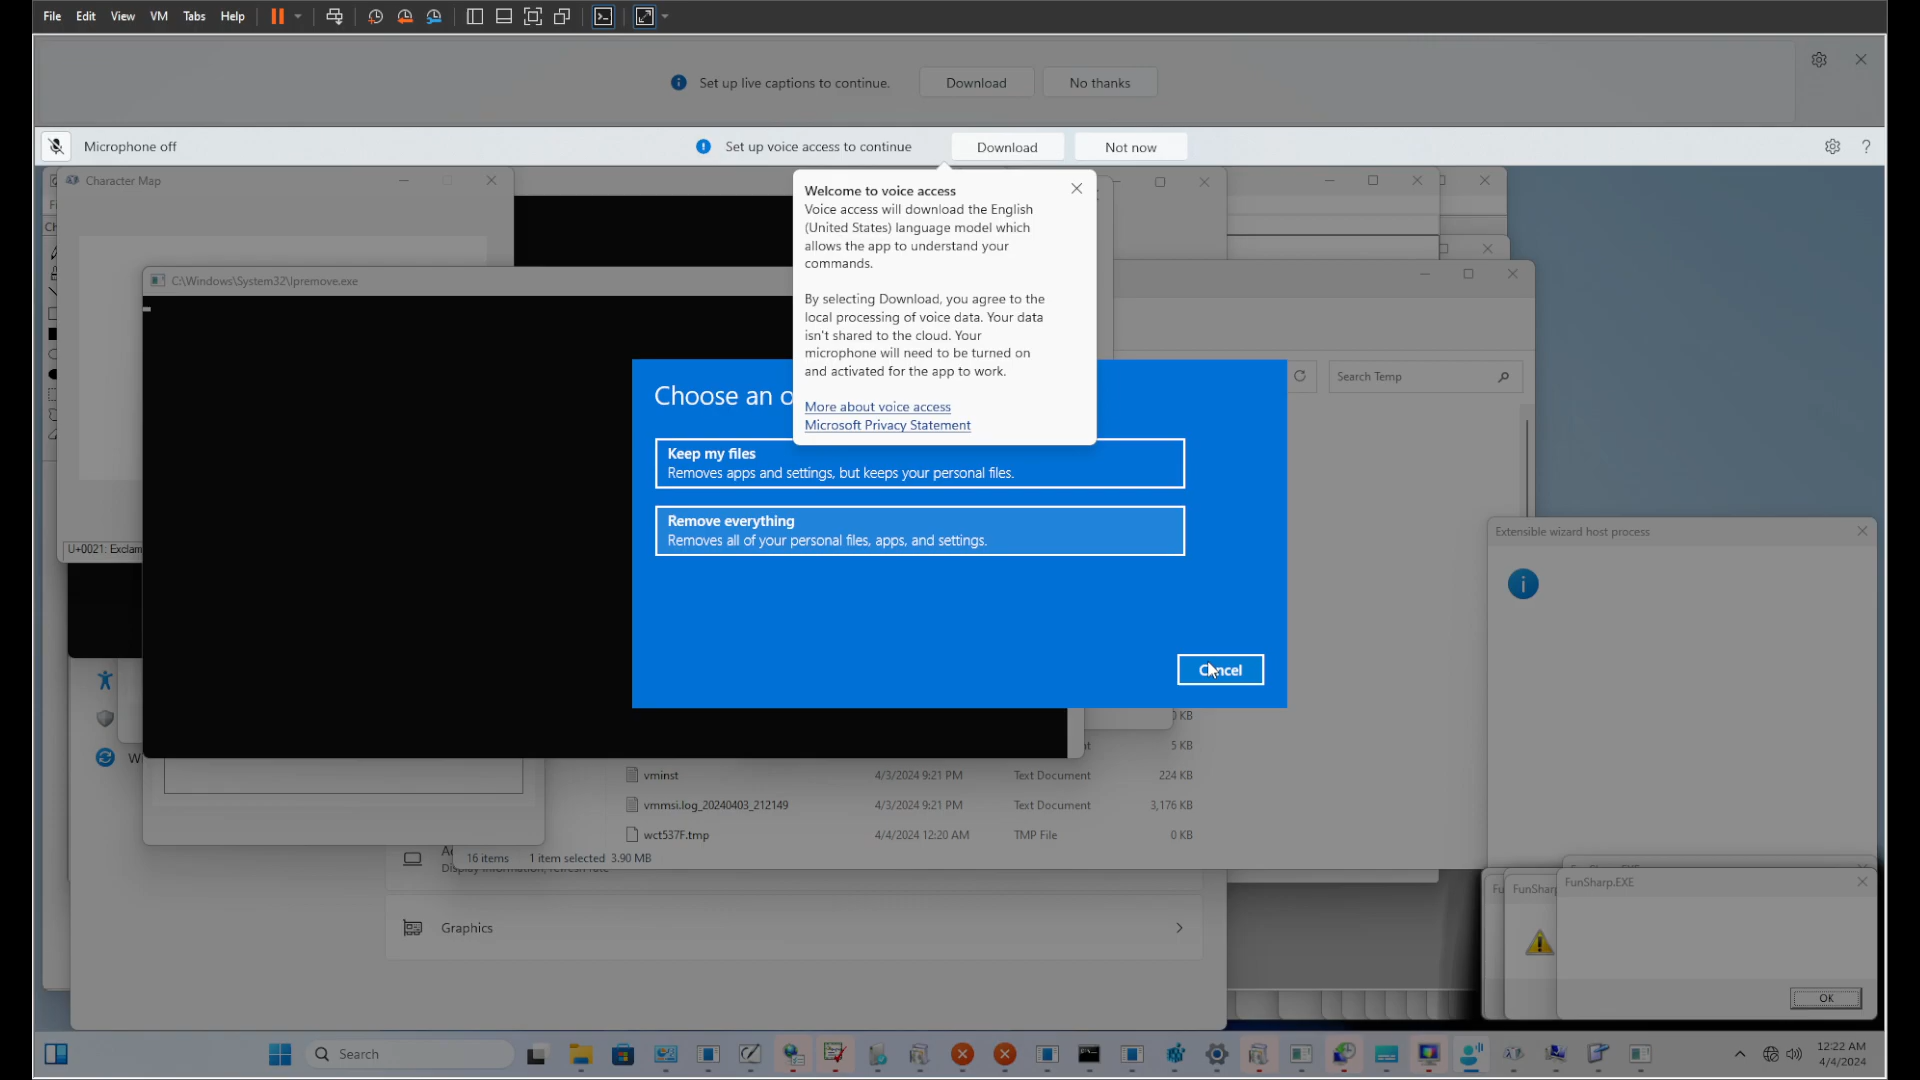 File Edit View VM Tabs Help
Set up live captions to continue. Download No thanks
Microphone off
Set up voice access to continue Download Not now
?
Character Map
Welcome to voice access
Voice access will download the English
(United States) language model which
allows the app to understand your
commands.
By selecting Download, you agree to the
local processing of voice data. Your data
isn't shared to the cloud. Your
microphone will need to be turned on
and activated for the app to work.
More about voice access
Microsoft Privacy Statement
C:\Windows\System32\lpremove.exe
Search Temp
Choose an o
Keep my files
Removes apps and settings, but keeps your personal files.
Remove everything
Removes all of your personal files, apps, and settings.
Cancel
Extensible wizard host process
U+0021: Exclam
0 KB
5 KB
W
vminst 4/3/2024 9:21 PM Text Document 224 KB
vmmsi.log_20240403_212149 4/3/2024 9:21 PM Text Document 3,176 KB
wct537F.tmp 4/4/2024 12:20 AM TMP File 0 KB
16 items 1 item selected 3.90 MB
Display information, refresh rate
Graphics
Fu
FunSharp
FunSharp.EXE
OK
Search
12:22 AM
4/4/2024